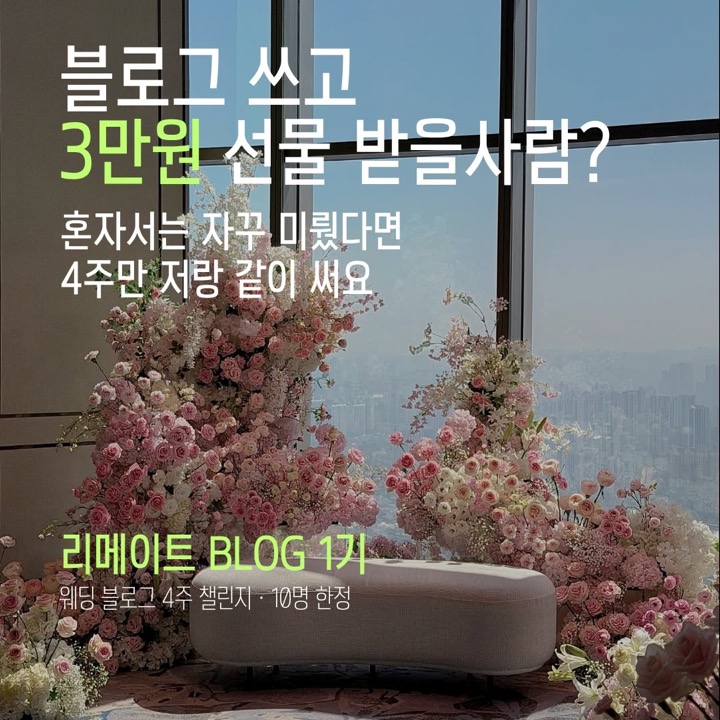 블로그 쓰고
3만원 선물 받을사람?
혼자서는 자꾸 미뤘다면
4주만 저랑 같이 써요
리메이트 BLOG 1기
웨딩 블로그 4주 챌린지 · 10명 한정